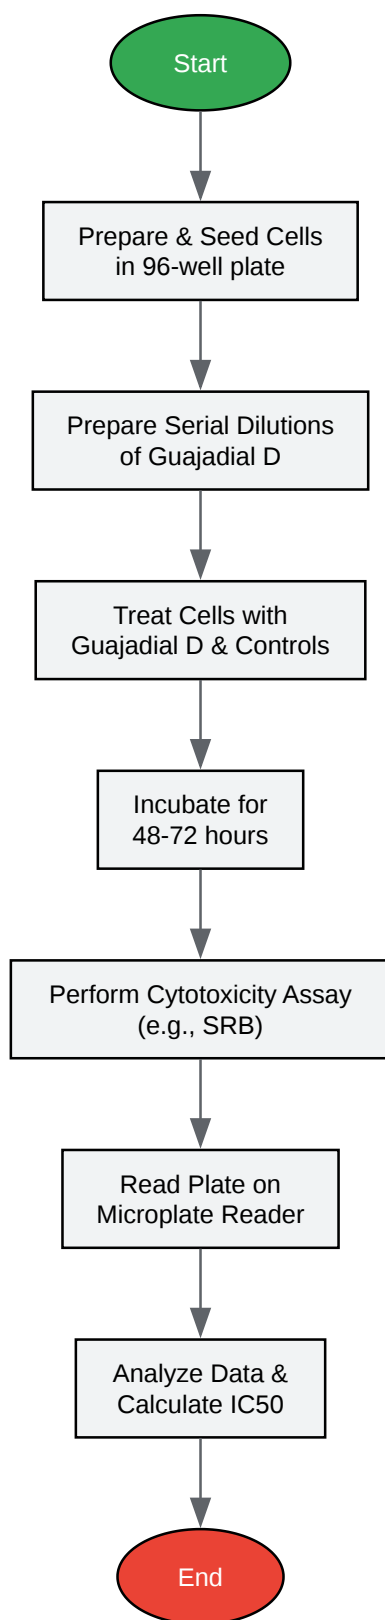 Start
Prepare & Seed Cells
in 96-well plate
Prepare Serial Dilutions
of Guajadial D
Treat Cells with
Guajadial D & Controls
Incubate for
48-72 hours
Perform Cytotoxicity Assay
(e.g., SRB)
Read Plate on
Microplate Reader
Analyze Data &
Calculate IC50
End